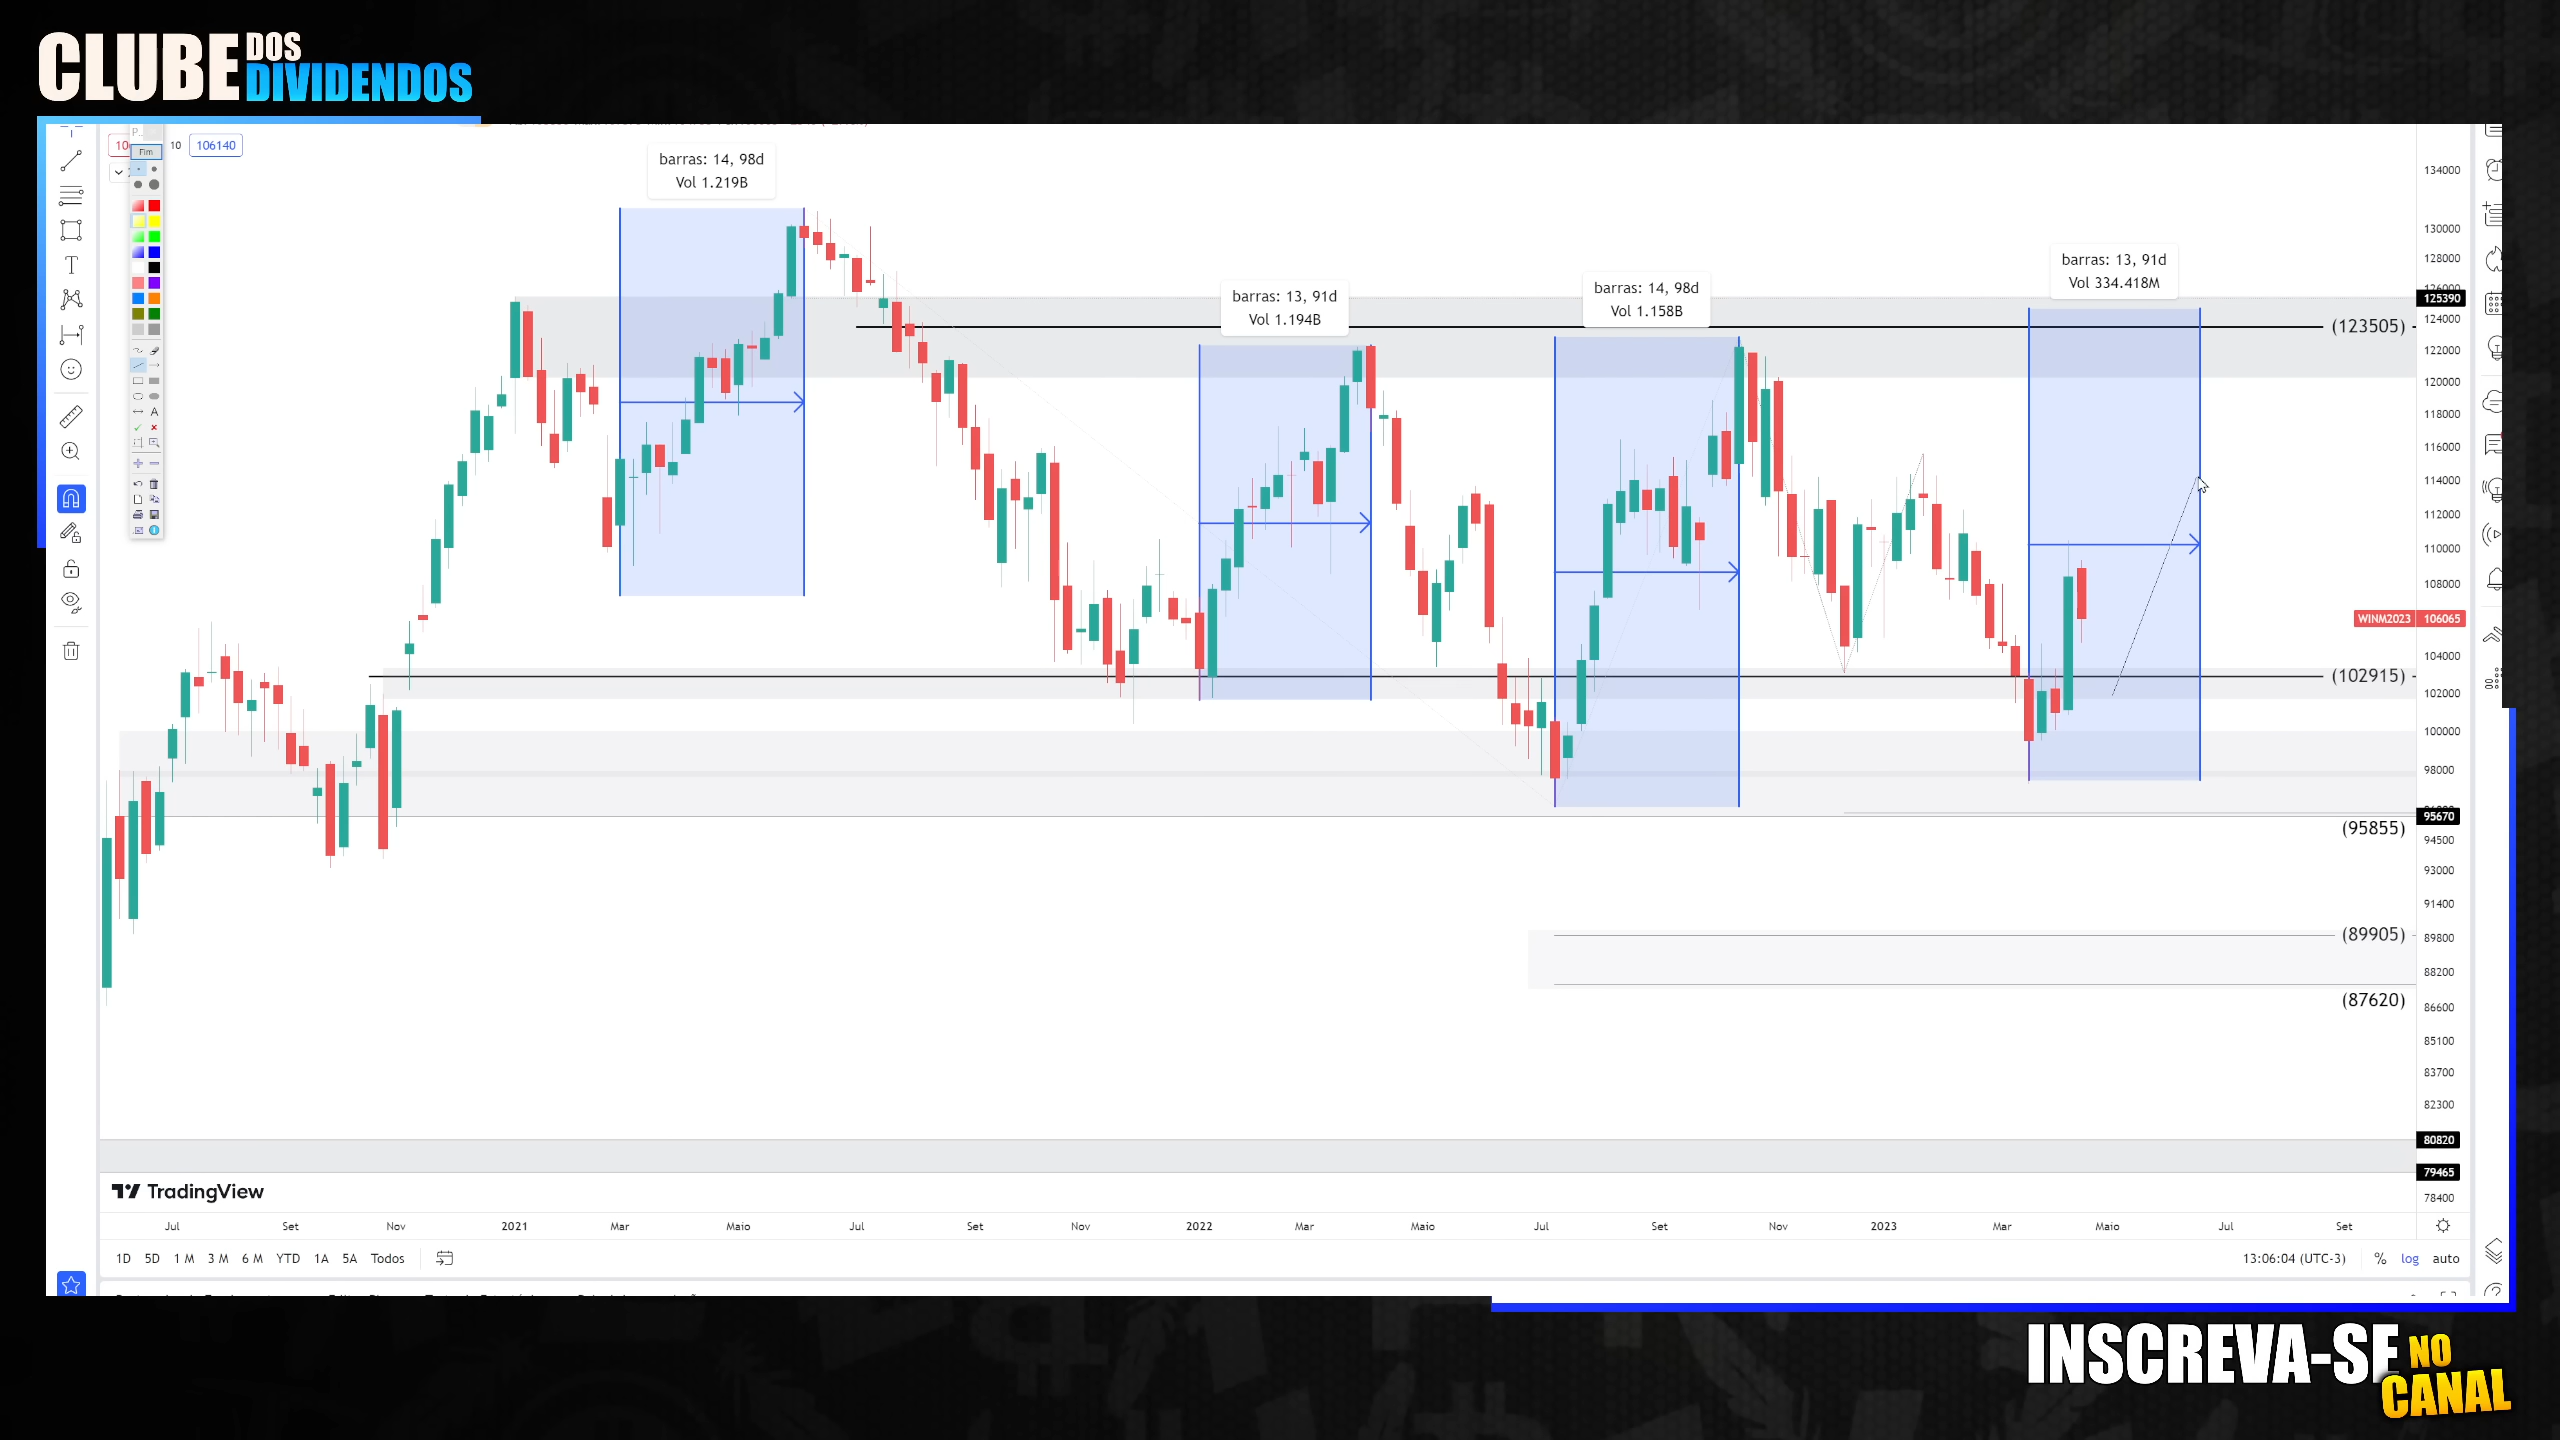 CLUBE DOS DIVIDENDOS
P..
Fim
10
106140
barras: 14, 98d
Vol 1.219B
barras: 13, 91d
Vol 1.194B
barras: 14, 98d
Vol 1.158B
barras: 13, 91d
Vol 334.418M
134000
130000
128000
126000
125390
124000
(123505)
122000
120000
118000
116000
114000
112000
110000
108000
WINM2023 106065
104000
(102915)
102000
100000
98000
95670
(95855)
94500
93000
91400
(89905)
89800
88200
(87620)
86600
85100
83700
82300
80820
79465
78400
TradingView
Jul Set Nov 2021 Mar Maio Jul Set Nov 2022 Mar Maio Jul Set Nov 2023 Mar Maio Jul Set
1D 5D 1 M 3 M 6 M YTD 1A 5A Todos
13:06:04 (UTC-3) % log auto
INSCREVA-SE NO CANAL